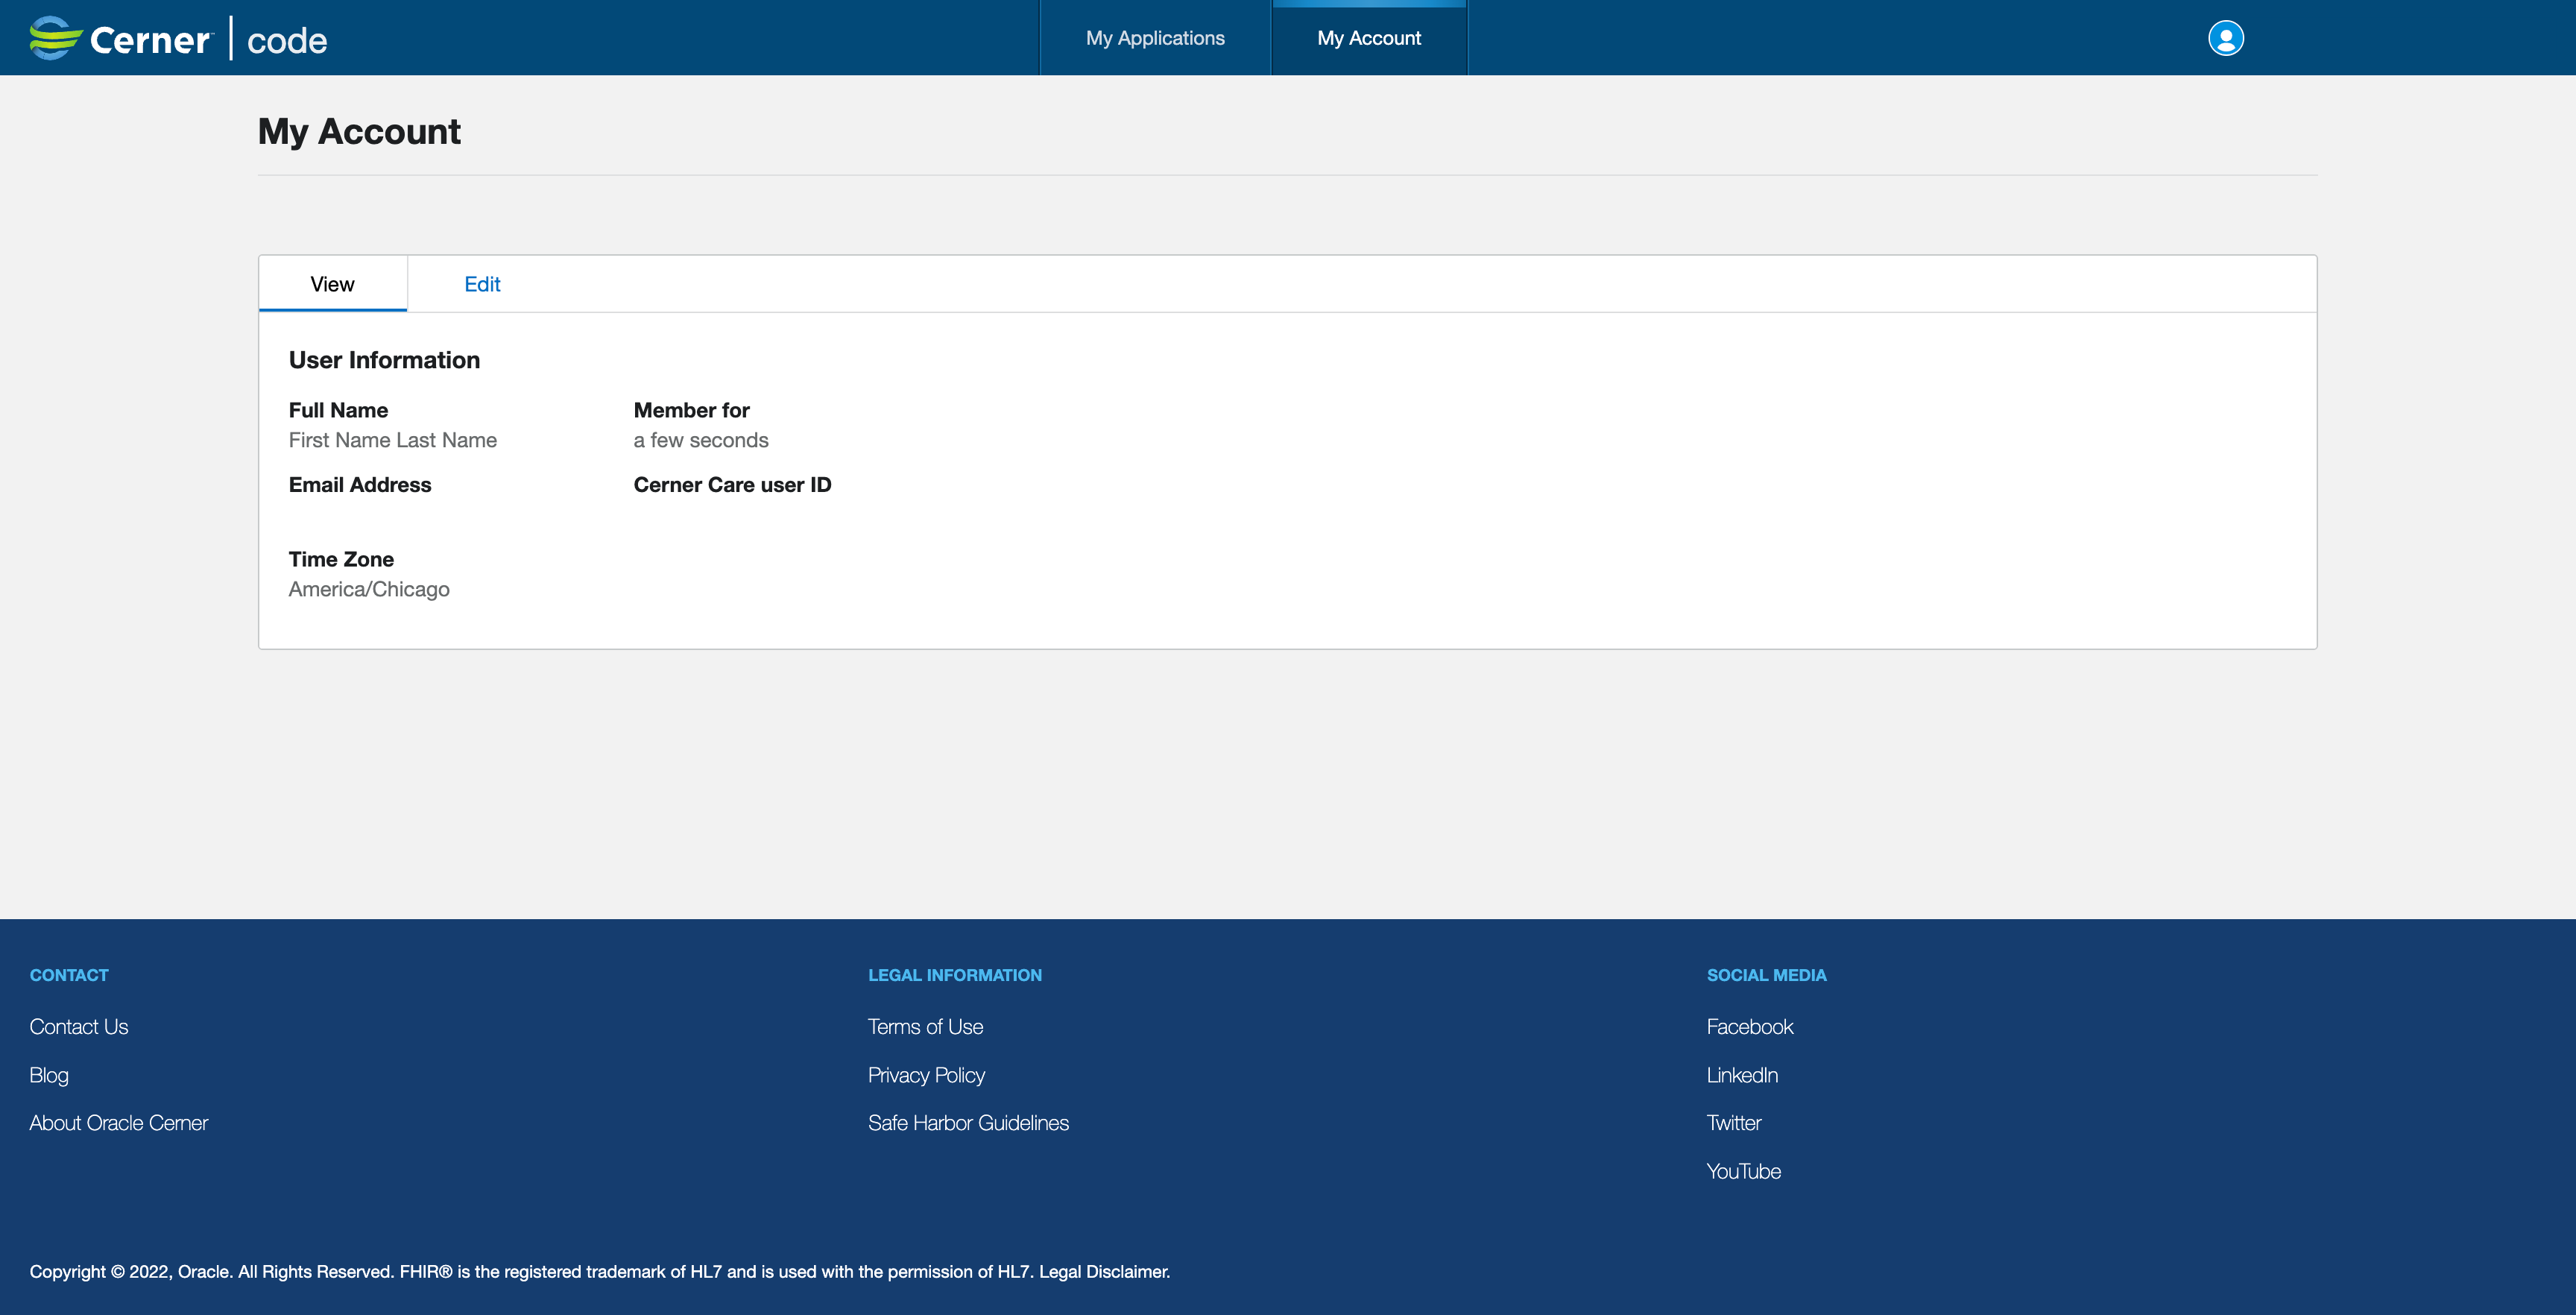 Cerner™ | code
My Applications
My Account
My Account
View
Edit
User Information
Full Name
First Name Last Name
Member for
a few seconds
Email Address
Cerner Care user ID
Time Zone
America/Chicago
CONTACT
Contact Us
Blog
About Oracle Cerner
LEGAL INFORMATION
Terms of Use
Privacy Policy
Safe Harbor Guidelines
SOCIAL MEDIA
Facebook
LinkedIn
Twitter
YouTube
Copyright © 2022, Oracle. All Rights Reserved. FHIR® is the registered trademark of HL7 and is used with the permission of HL7. Legal Disclaimer.